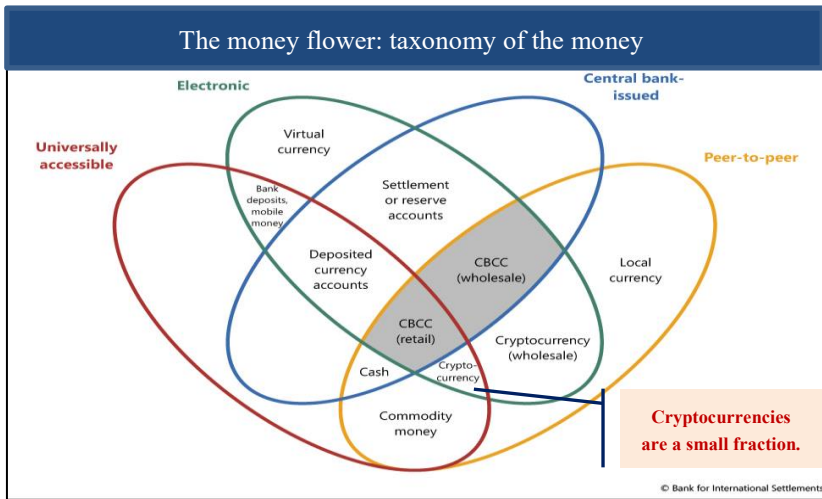 The money flower: taxonomy of the money
Electronic
Central bank-
issued
Universally
accessible
Peer-to-peer
Virtual
currency
Bank
deposits,
mobile
money
Settlement
or reserve
accounts
Deposited
currency
accounts
CBCC
(wholesale)
Local
currency
CBCC
(retail)
Cryptocurrency
(wholesale)
Cash
Crypto-
currency
Commodity
money
Cryptocurrencies
are a small fraction.
© Bank for International Settlements